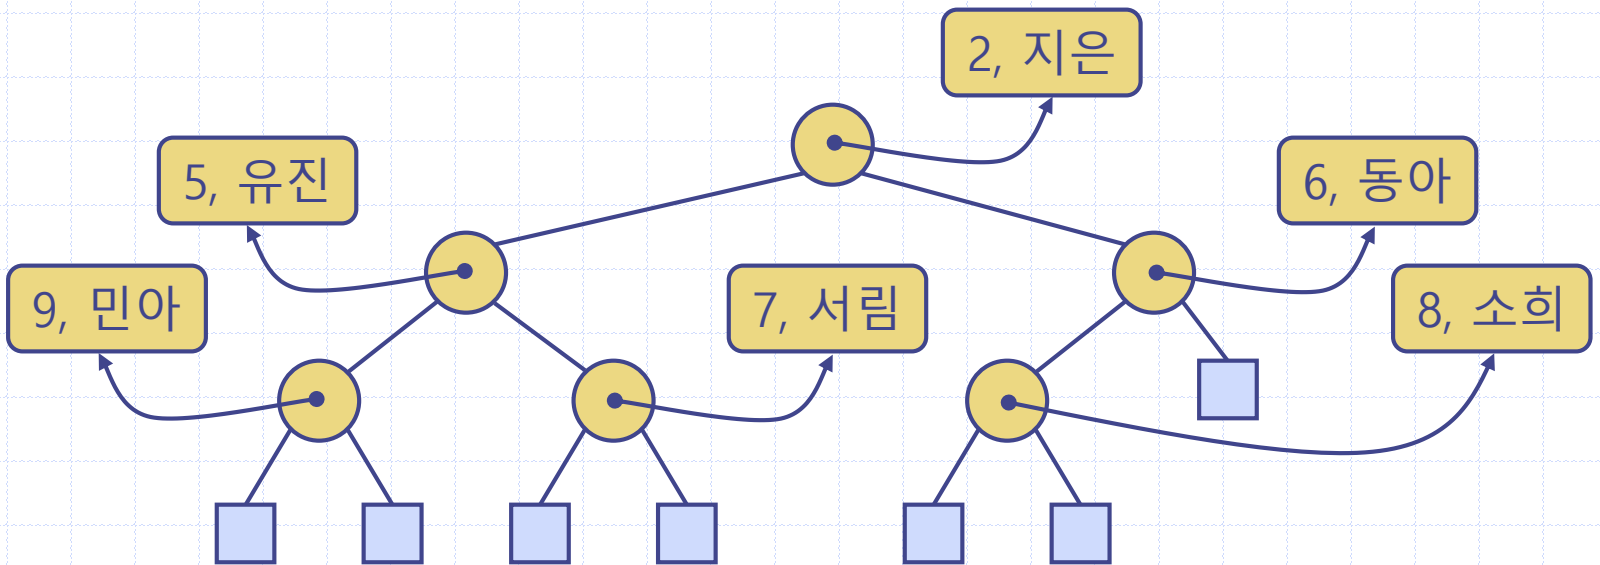 2, 지은
5, 유진
6, 동아
9, 민아
7, 서림
8, 소희